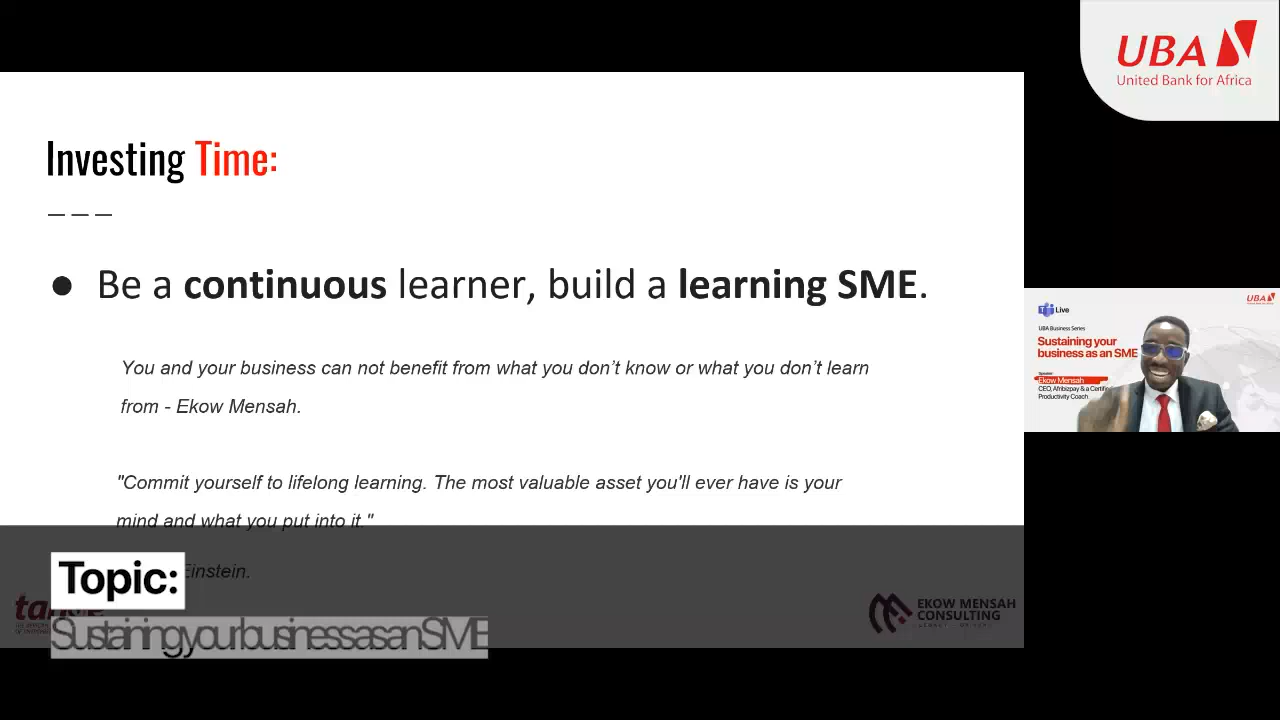 UBA
United Bank for Africa
Investing Time:
Be a continuous learner, build a learning SME.
You and your business can not benefit from what you don't know or what you don't learn
from - Ekow Mensah.
"Commit yourself to lifelong learning. The most valuable asset you'll ever have is your
mind and what you put into it."
Einstein.
Topic:
Sustaining your business as an SME
EKOW MENSAH
CONSULTING
UBA
Live
UBA Business Series
Sustaining your
business as an SME
Speaker
Ekow Mensah
CEO, Afribizpay & a Certified
Productivity Coach